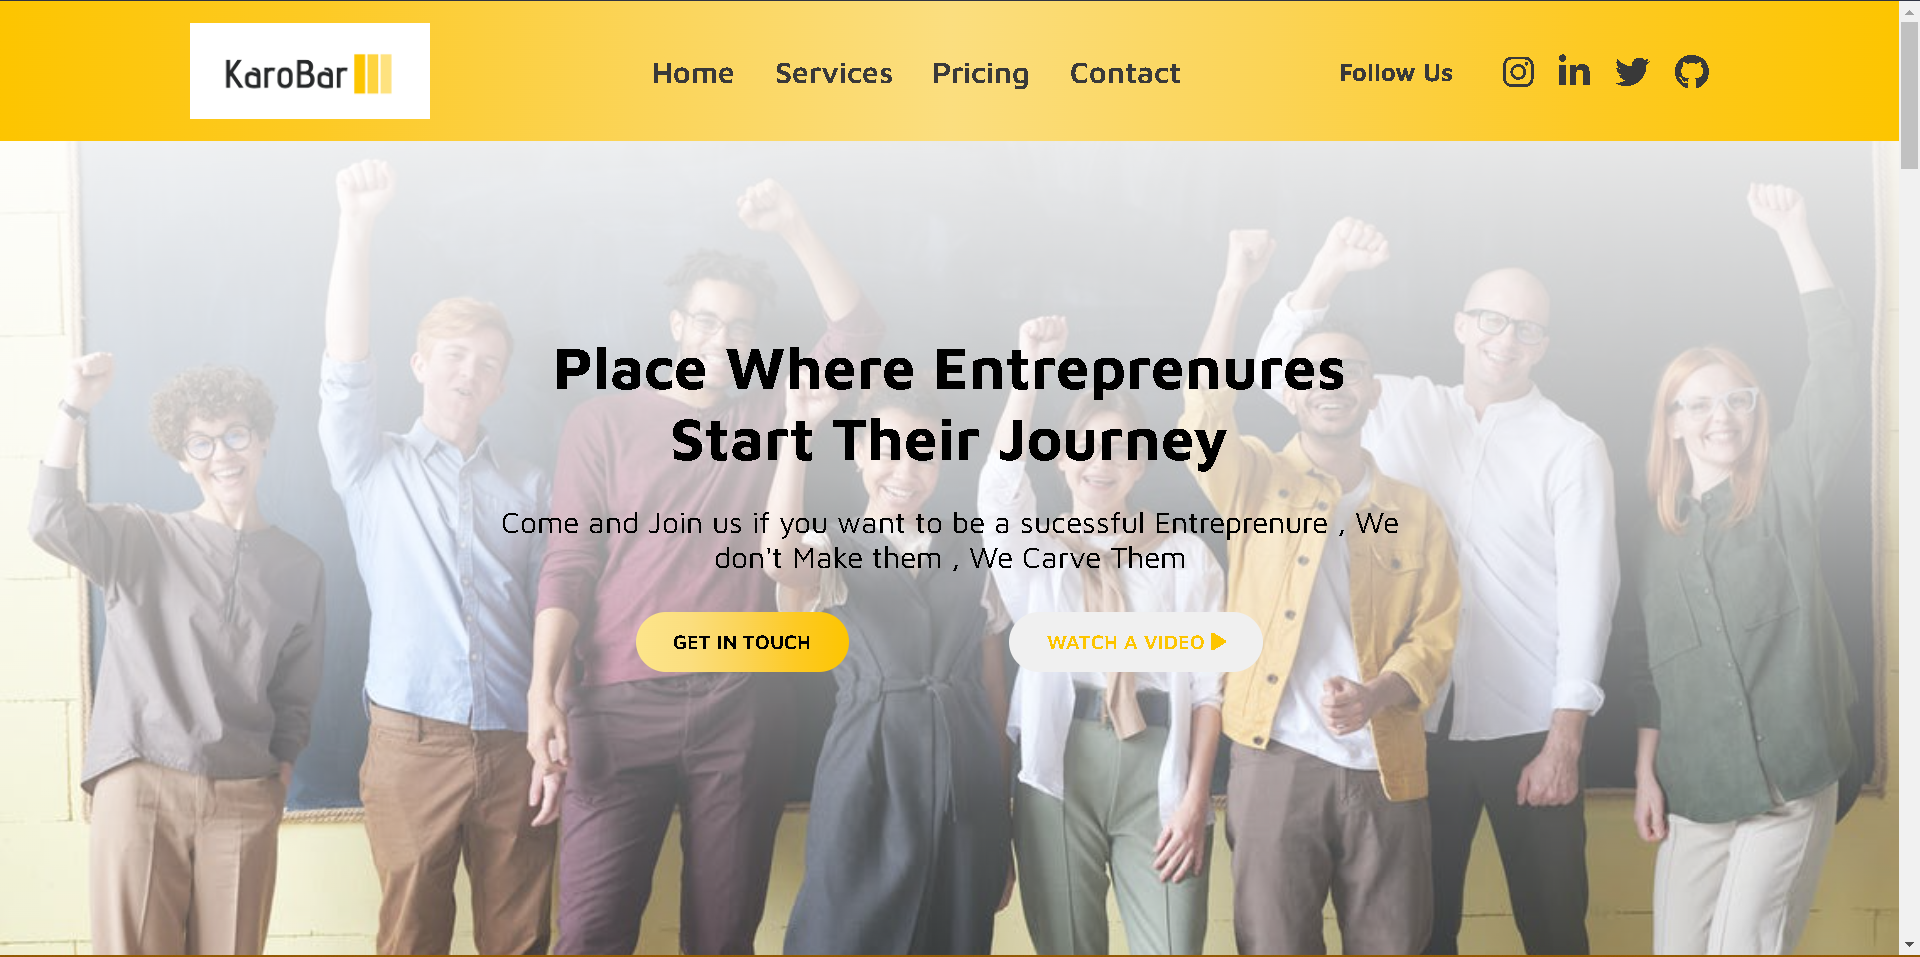 KaroBar
Home Services Pricing Contact
Follow Us
Place Where Entreprenures
Start Their Journey
Come and Join us if you want to be a sucessful Entreprenure , We
don't Make them , We Carve Them
GET IN TOUCH
WATCH A VIDEO